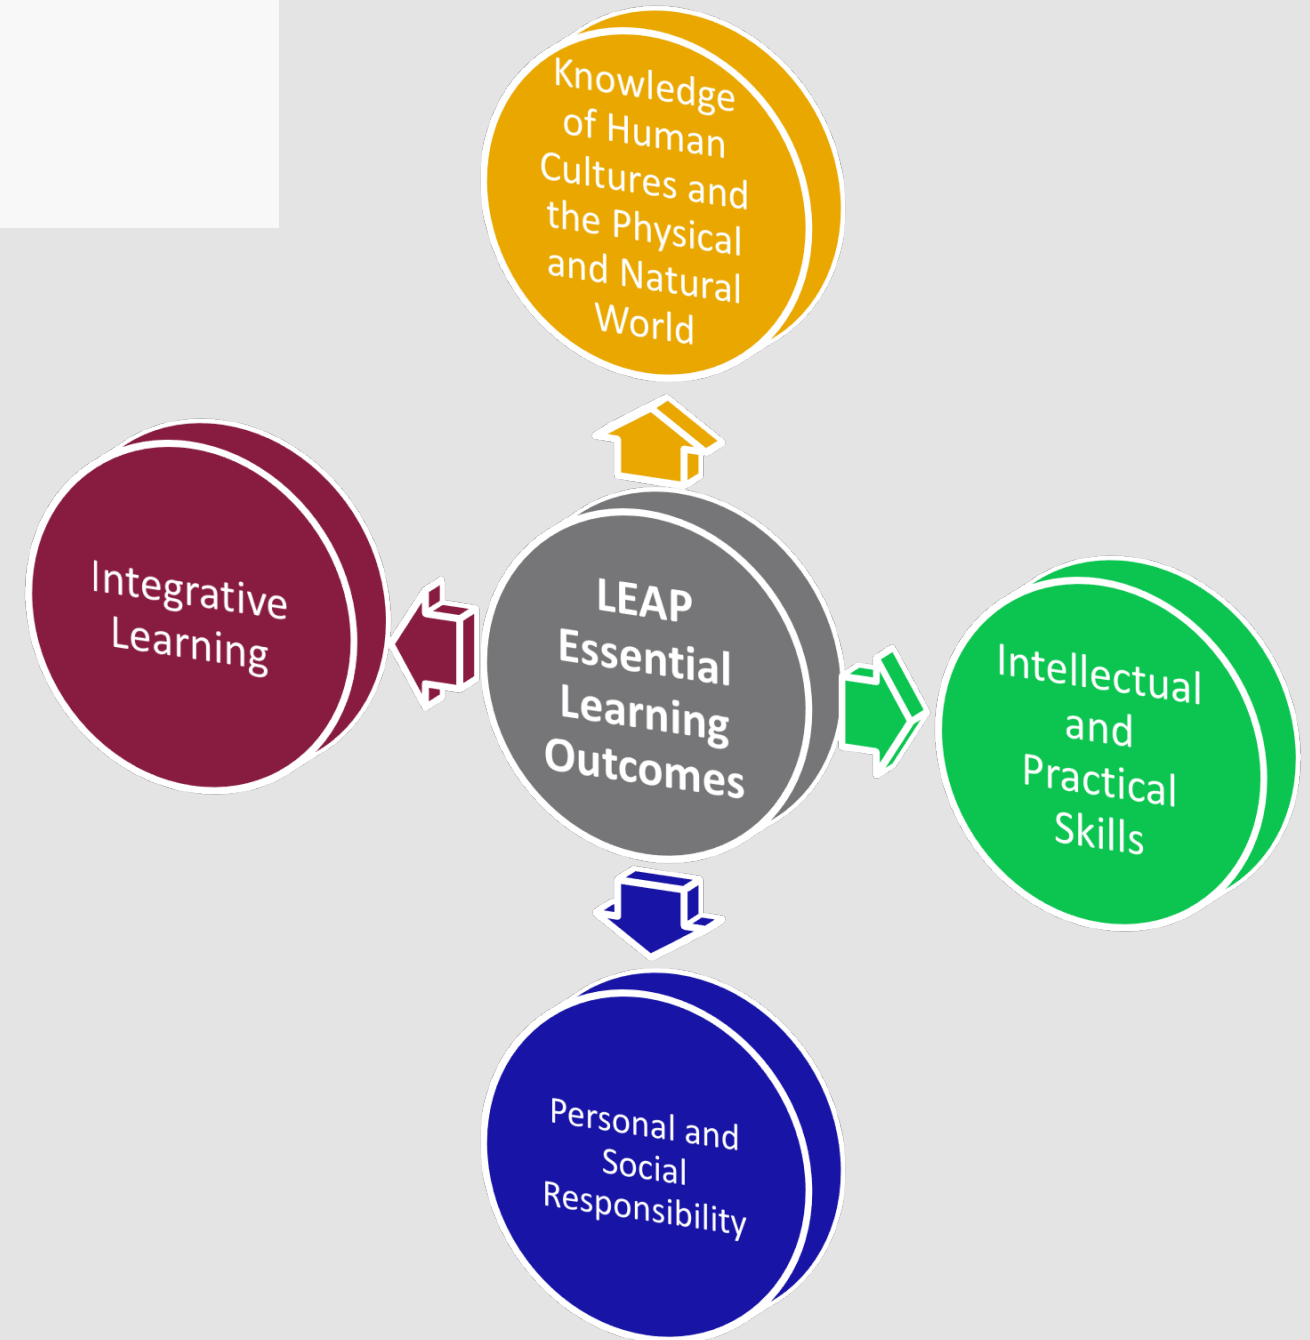 Knowledge
of Human
Cultures and
the Physical
and Natural
World
Integrative
Learning
LEAP
Essential
Learning
Outcomes
Intellectual
and
Practical
Skills
Personal and
Social
Responsibility